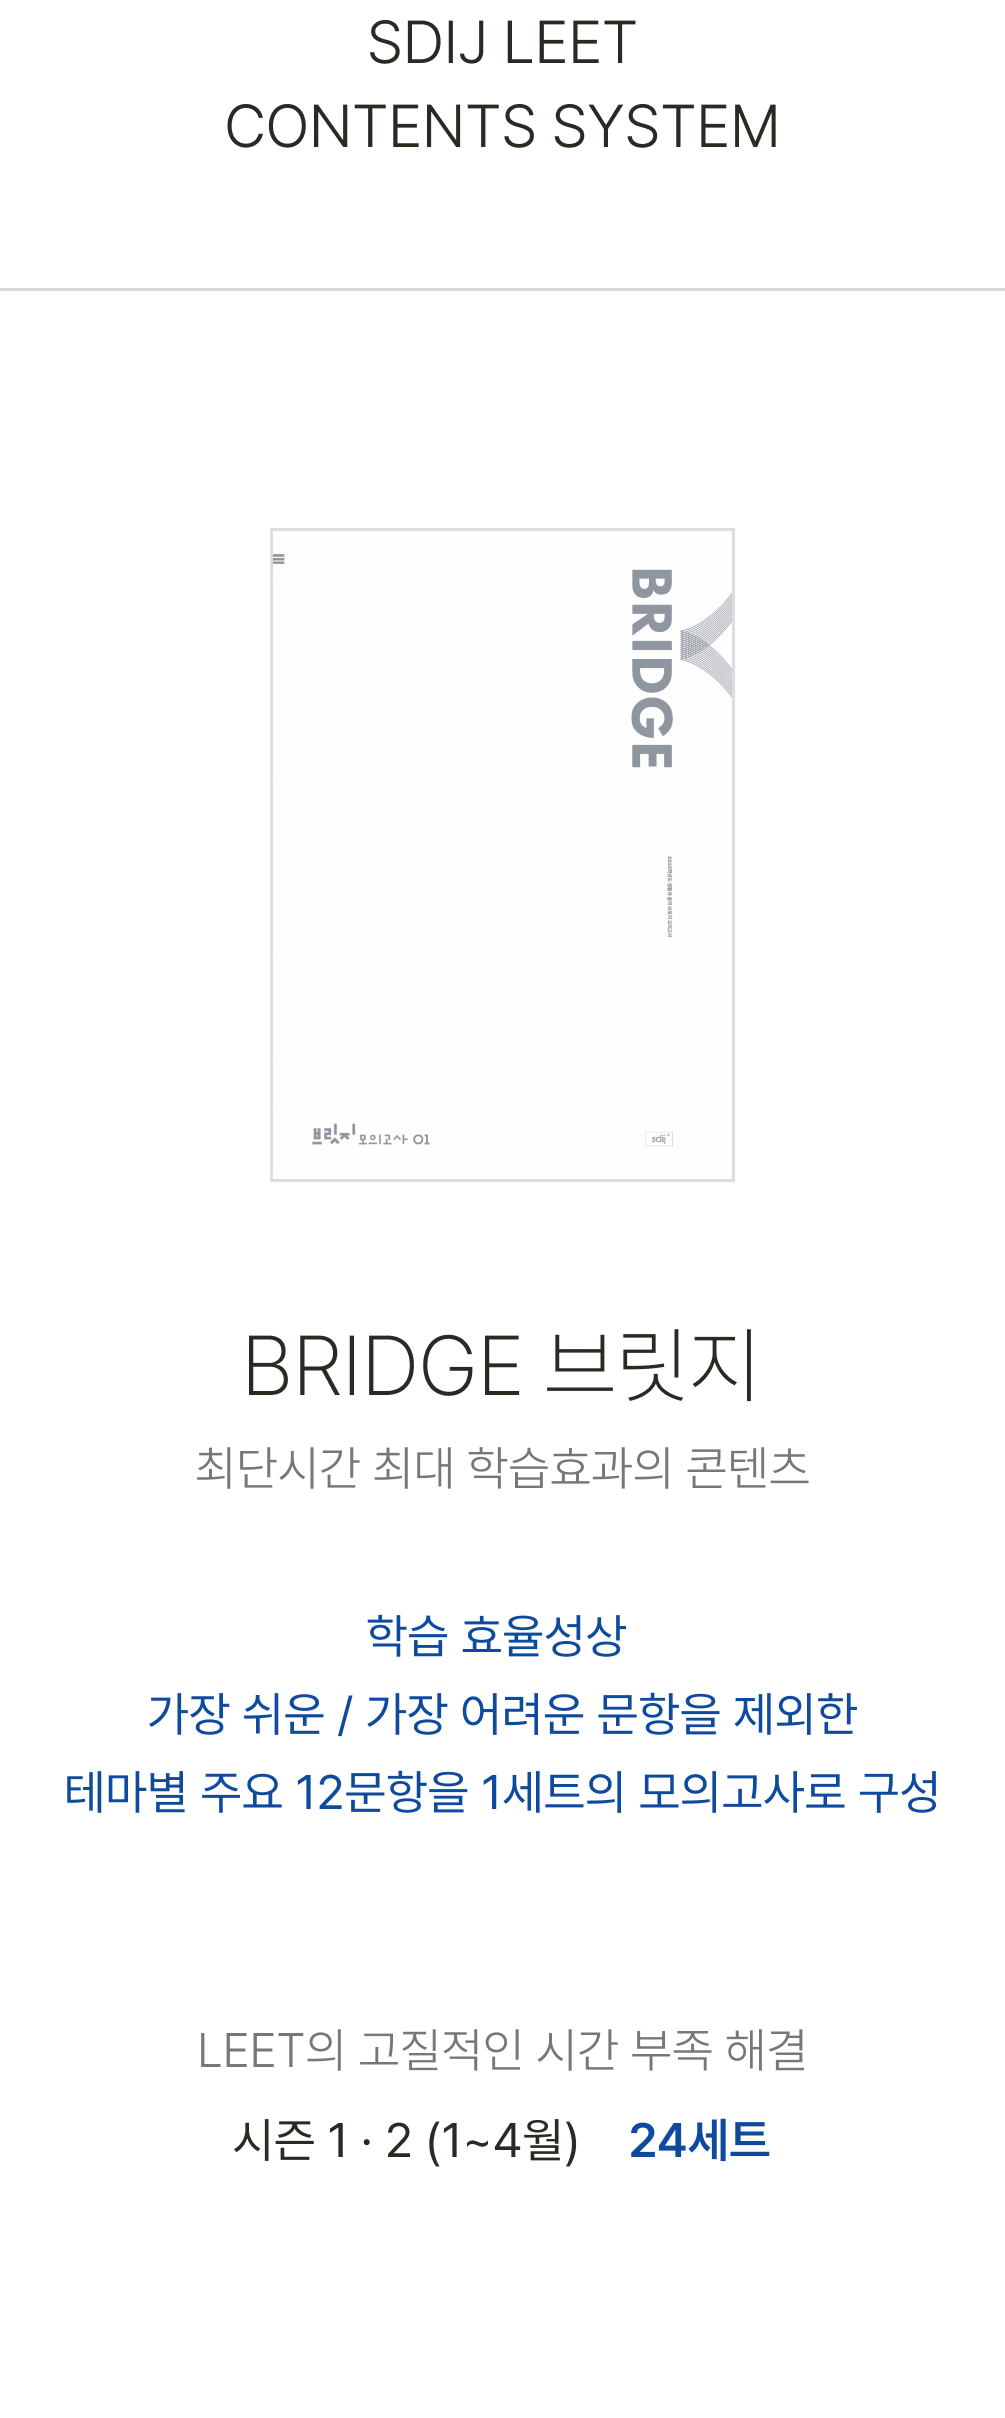 SDIJ LEET
CONTENTS SYSTEM
BRIDGE
브릿지 모의고사 01
sdij
BRIDGE 브릿지
최단시간 최대 학습효과의 콘텐츠
학습 효율성상
가장 쉬운 / 가장 어려운 문항을 제외한
테마별 주요 12문항을 1세트의 모의고사로 구성
LEET의 고질적인 시간 부족 해결
시즌 1 · 2 (1~4월) 24세트